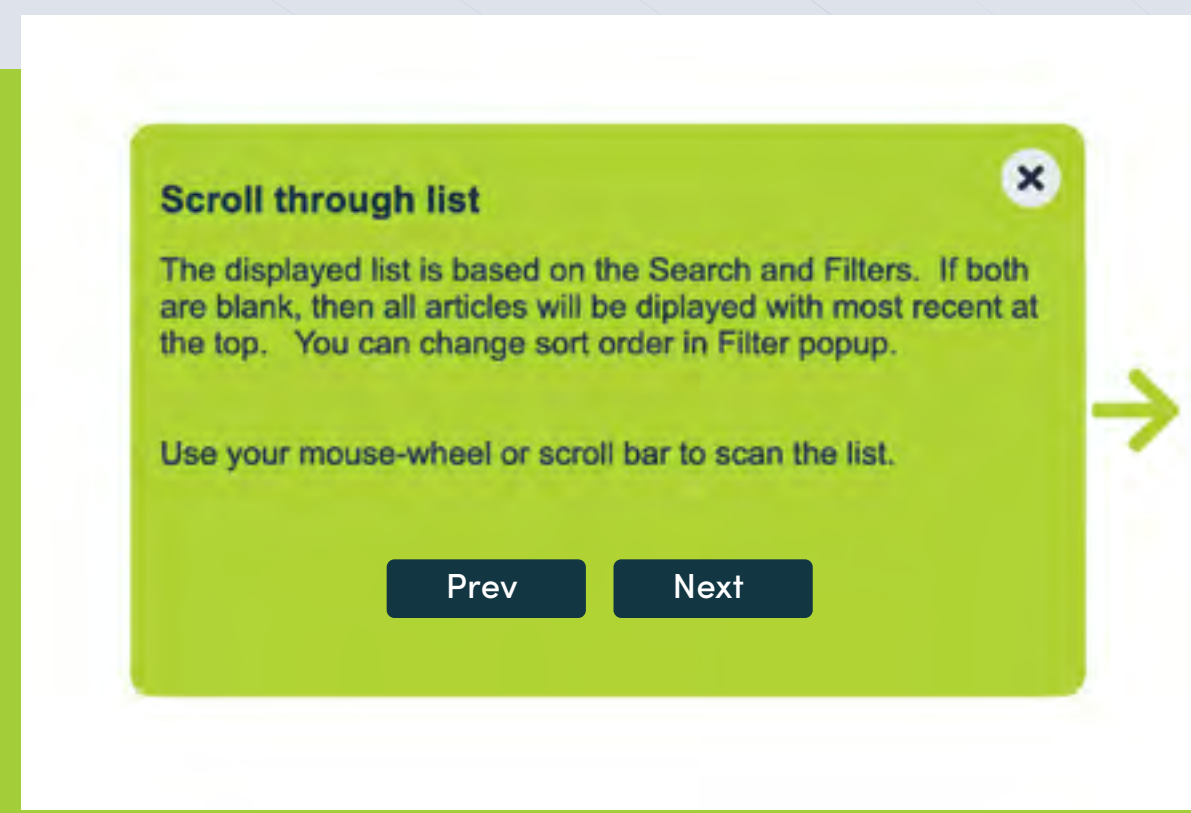 Scroll through list
The displayed list is based on the Search and Filters.  If both
are blank, then all articles will be diplayed with most recent at
the top.   You can change sort order in Filter popup.
Use your mouse-wheel or scroll bar to scan the list.
Prev
Next